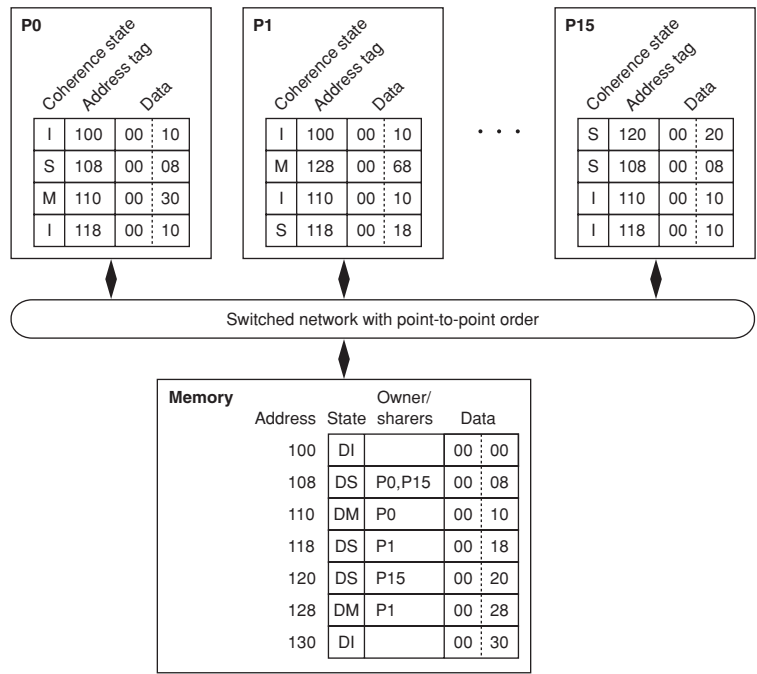 P0
Coherence state
Address tag
Data
I 100 00 10
S 108 00 08
M 110 00 30
I 118 00 10
P1
Coherence state
Address tag
Data
I 100 00 10
M 128 00 68
I 110 00 10
S 118 00 18
. . .
P15
Coherence state
Address tag
Data
S 120 00 20
S 108 00 08
I 110 00 10
I 118 00 10
Switched network with point-to-point order
Memory
Owner/
Address State sharers Data
100 DI 00 00
108 DS P0,P15 00 08
110 DM P0 00 10
118 DS P1 00 18
120 DS P15 00 20
128 DM P1 00 28
130 DI 00 30